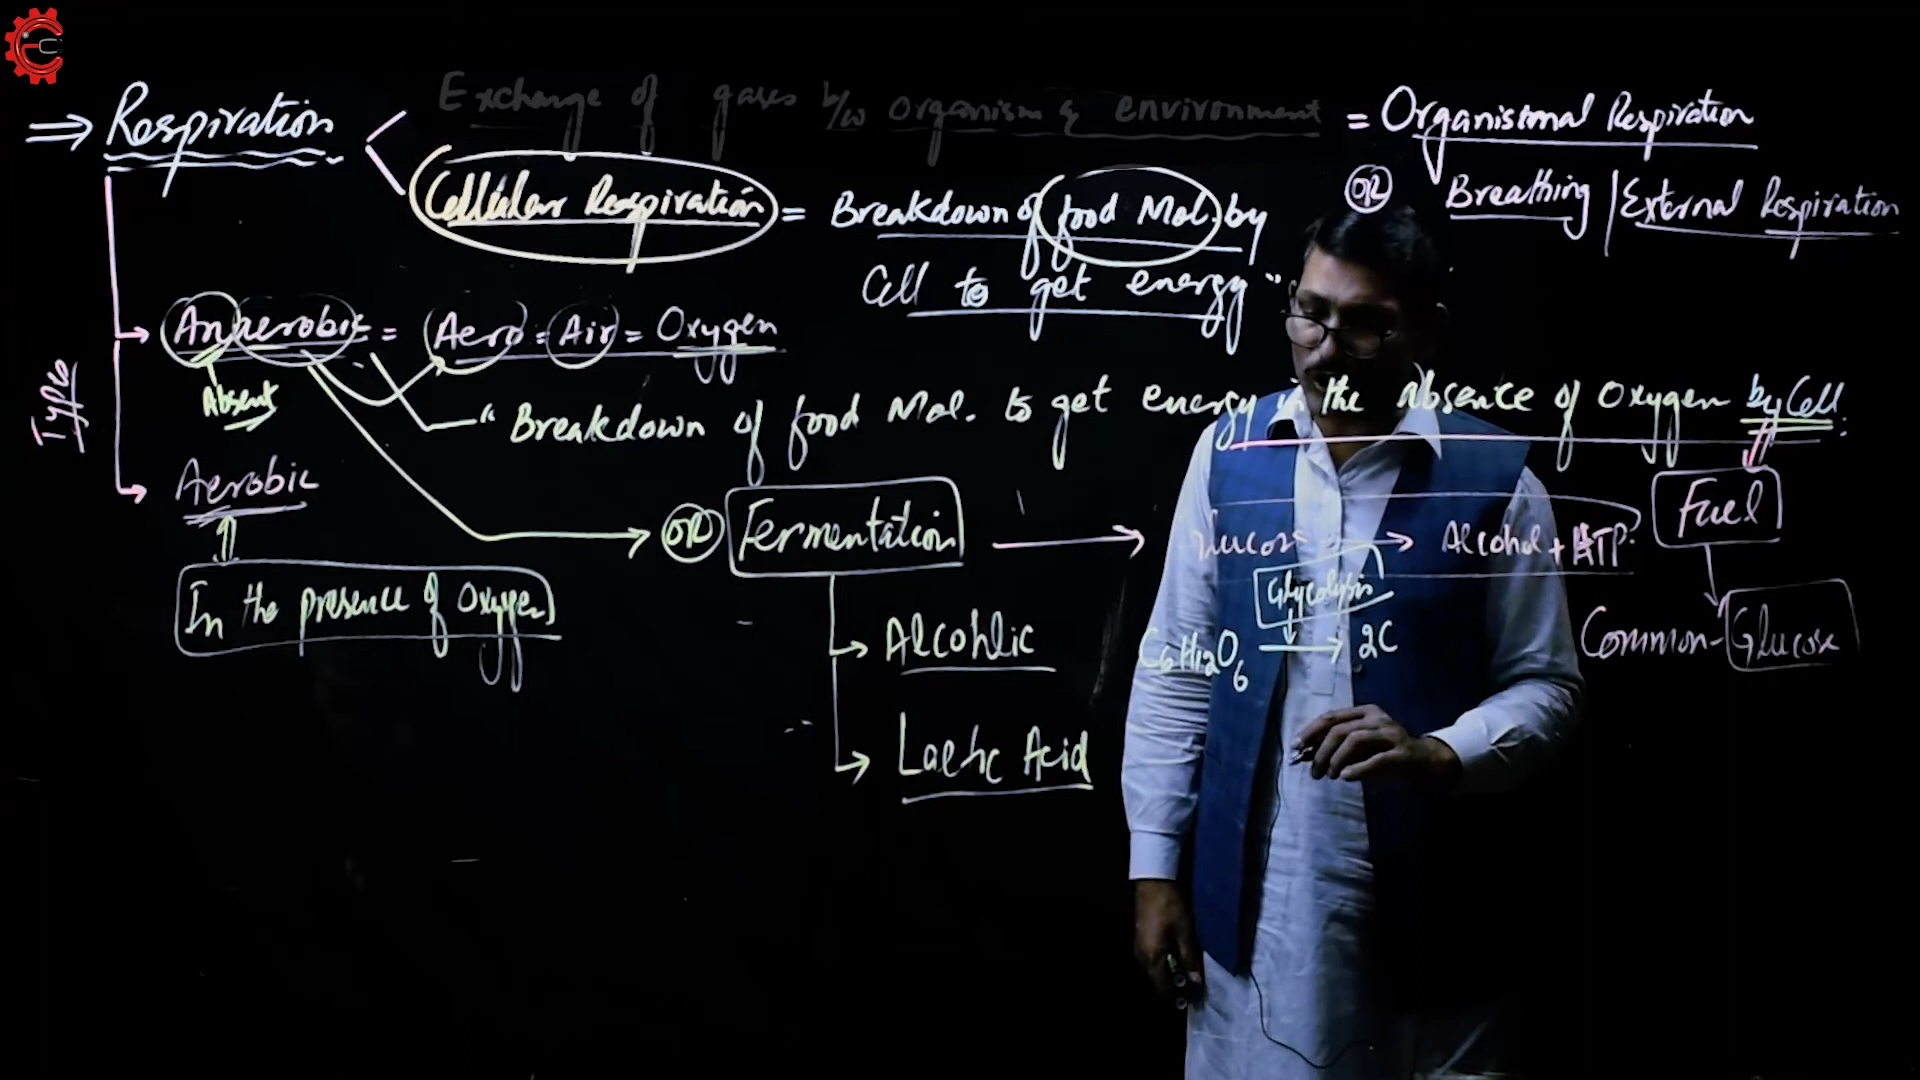 ⇒ Respiration
Exchange of gases b/w organism & environment = Organismal Respiration
OR Breathing | External Respiration
Cellular Respiration = Breakdown of food Mol. by
Cell to get energy"
Types
Anaerobic = Aero = Air = Oxygen
Absent
"Breakdown of food Mol. to get energy in the absence of Oxygen by Cell.
Aerobic
In the presence of Oxygen
OR Fermentation → Glucose → Alcohol + ATP.
Fuel
Common - Glucose
Glycolysis
C6H12O6 → 2C
Alcohlic
Lactic Acid